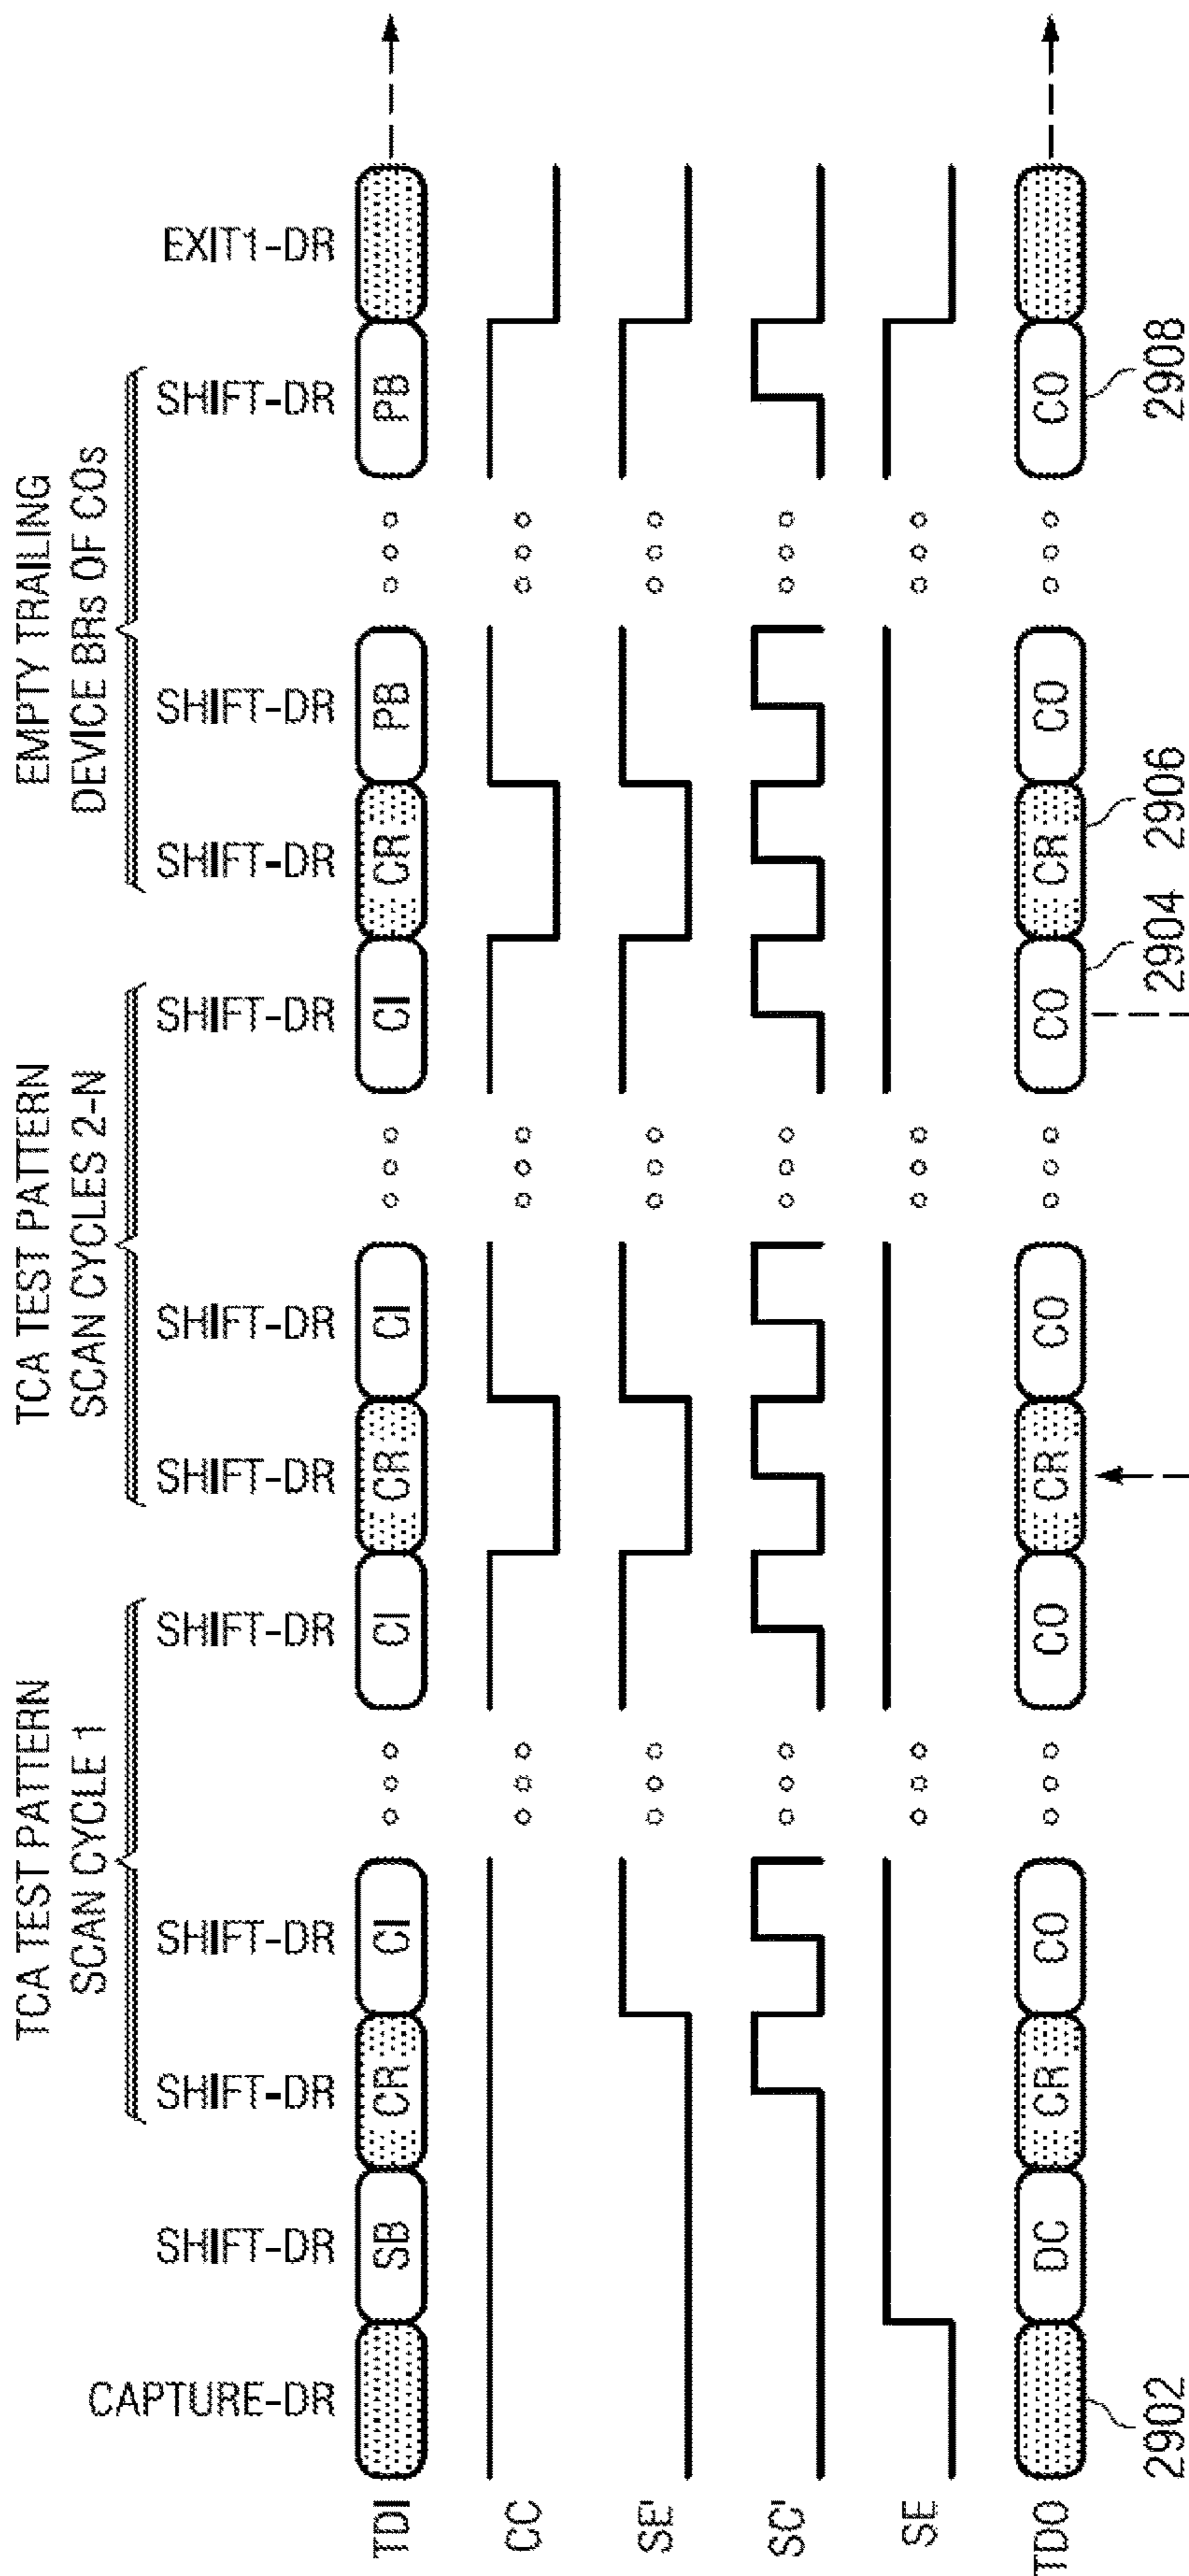 TCA TEST PATTERN
SCAN CYCLE 1
TCA TEST PATTERN
SCAN CYCLES 2-N
EMPTY TRAILING
DEVICE BRs OF COs
CAPTURE-DR
SHIFT-DR
SHIFT-DR
SHIFT-DR
SHIFT-DR
SHIFT-DR
SHIFT-DR
SHIFT-DR
SHIFT-DR
SHIFT-DR
SHIFT-DR
EXIT1-DR
TDI SB CR CI CI CR CI CI CR PB PB
CC
SE'
SC'
SE
TDO DC CR CO CO CR CO CO CR CO CO
2902 2904 2906 2908